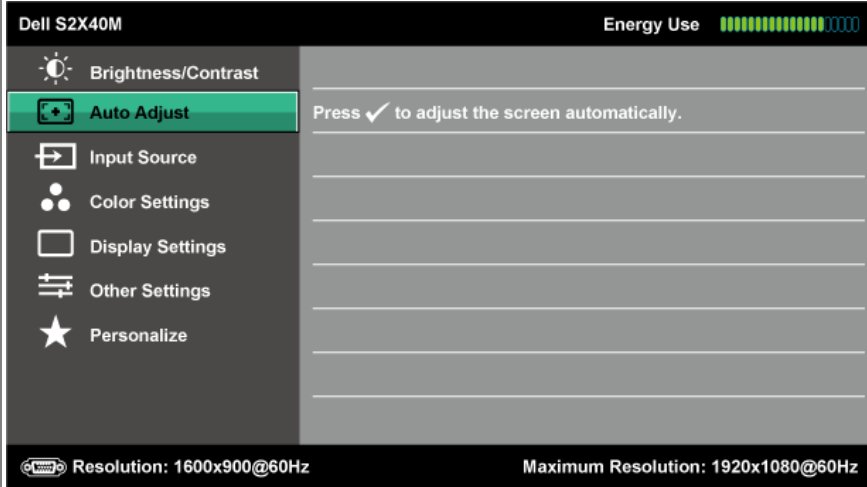 Dell S2X40M Energy Use
Brightness/Contrast
Auto Adjust
Press ✓ to adjust the screen automatically.
Input Source
Color Settings
Display Settings
Other Settings
Personalize
Resolution: 1600x900@60Hz Maximum Resolution: 1920x1080@60Hz